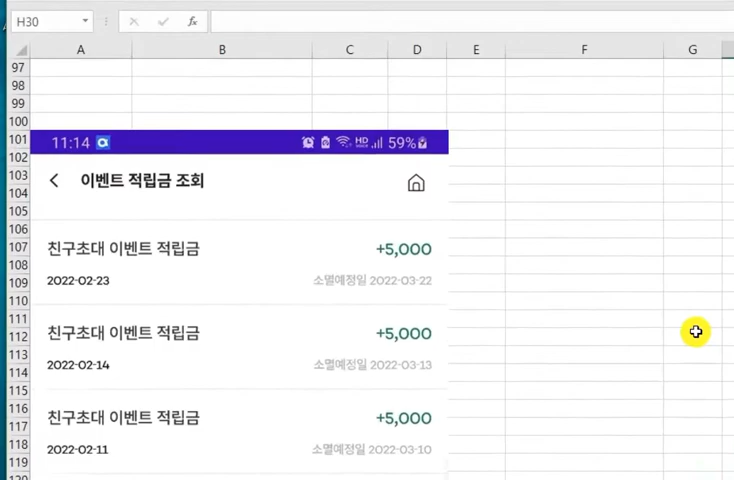 H30
fx
A B C D E F G
97
98
99
100
101
11:14 HD 59%
102
103
이벤트 적립금 조회
104
105
106
107
친구초대 이벤트 적립금 +5,000
108
109
2022-02-23 소멸예정일 2022-03-22
110
111
112
친구초대 이벤트 적립금 +5,000
113
114
2022-02-14 소멸예정일 2022-03-13
115
116
117
친구초대 이벤트 적립금 +5,000
118
119
2022-02-11 소멸예정일 2022-03-10
120